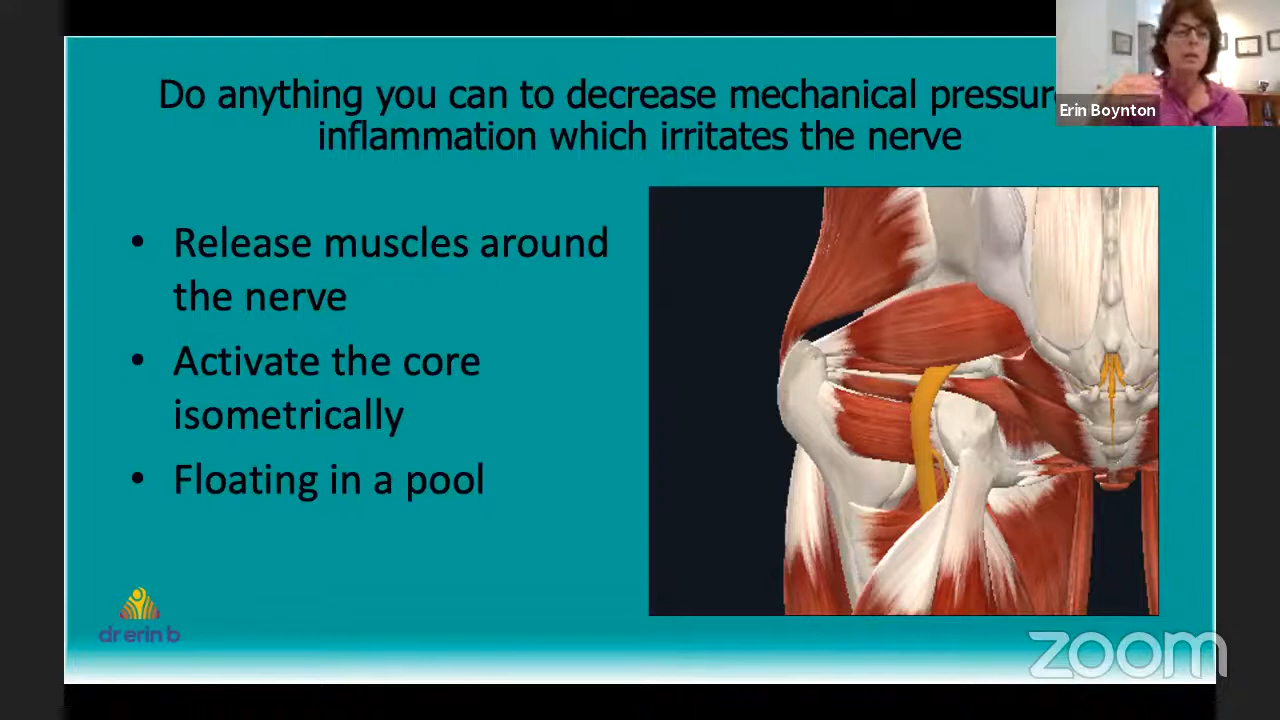 Do anything you can to decrease mechanical pressur
inflammation which irritates the nerve
Erin Boynton
• Release muscles around
the nerve
• Activate the core
isometrically
• Floating in a pool
dr erin b
zoom